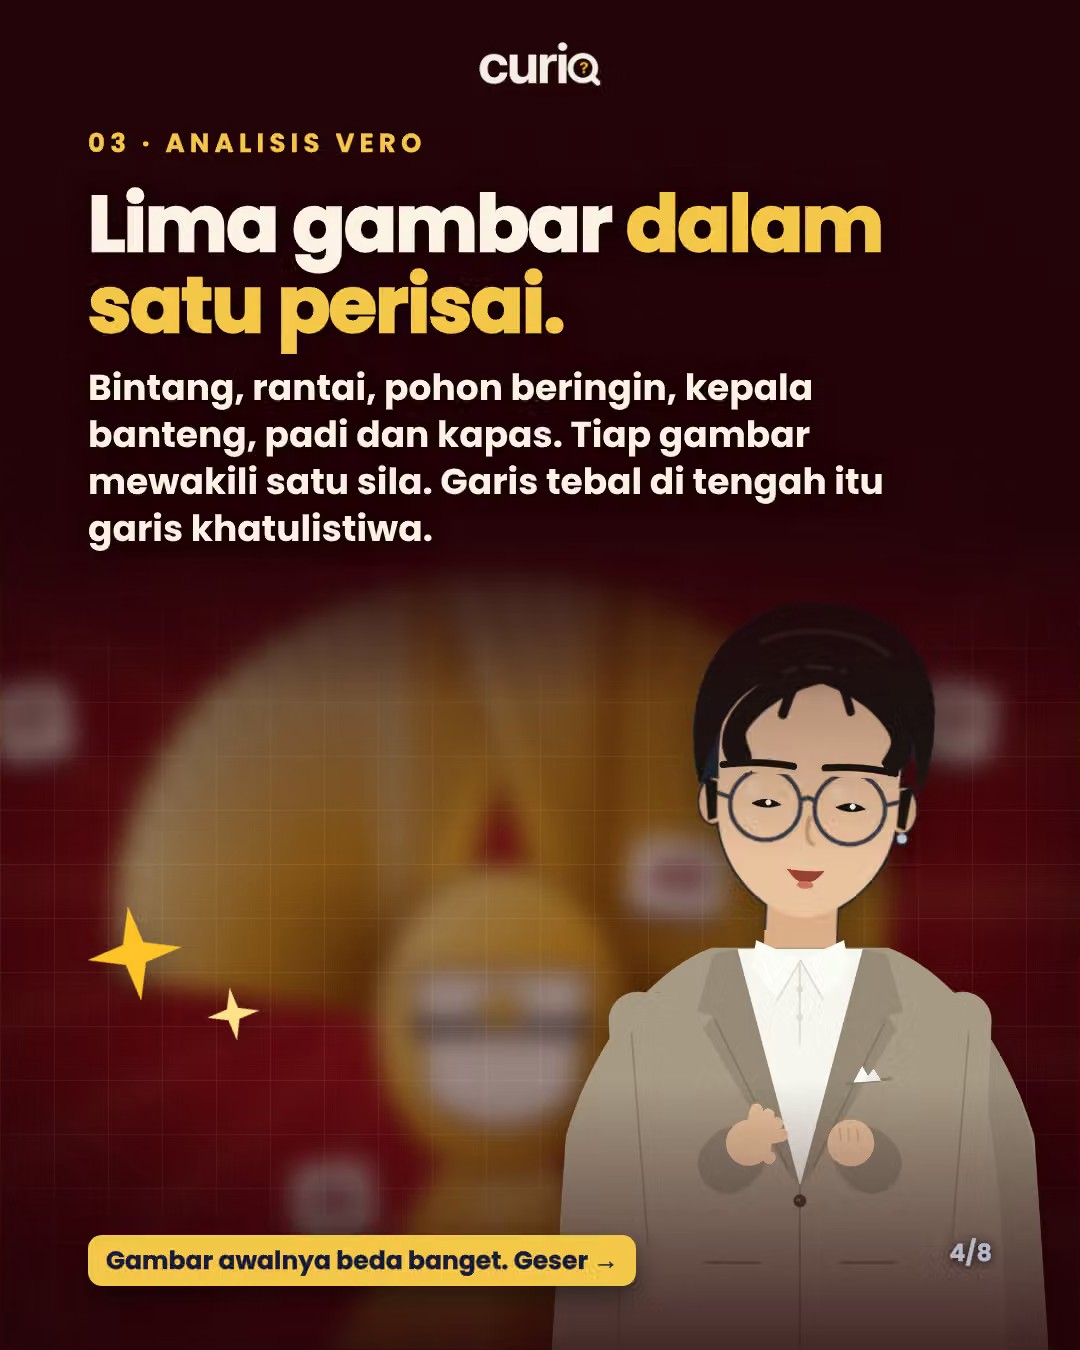 curiQ
03 · ANALISIS VERO
Lima gambar dalam
satu perisai.
Bintang, rantai, pohon beringin, kepala
banteng, padi dan kapas. Tiap gambar
mewakili satu sila. Garis tebal di tengah itu
garis khatulistiwa.
Gambar awalnya beda banget. Geser →
4/8